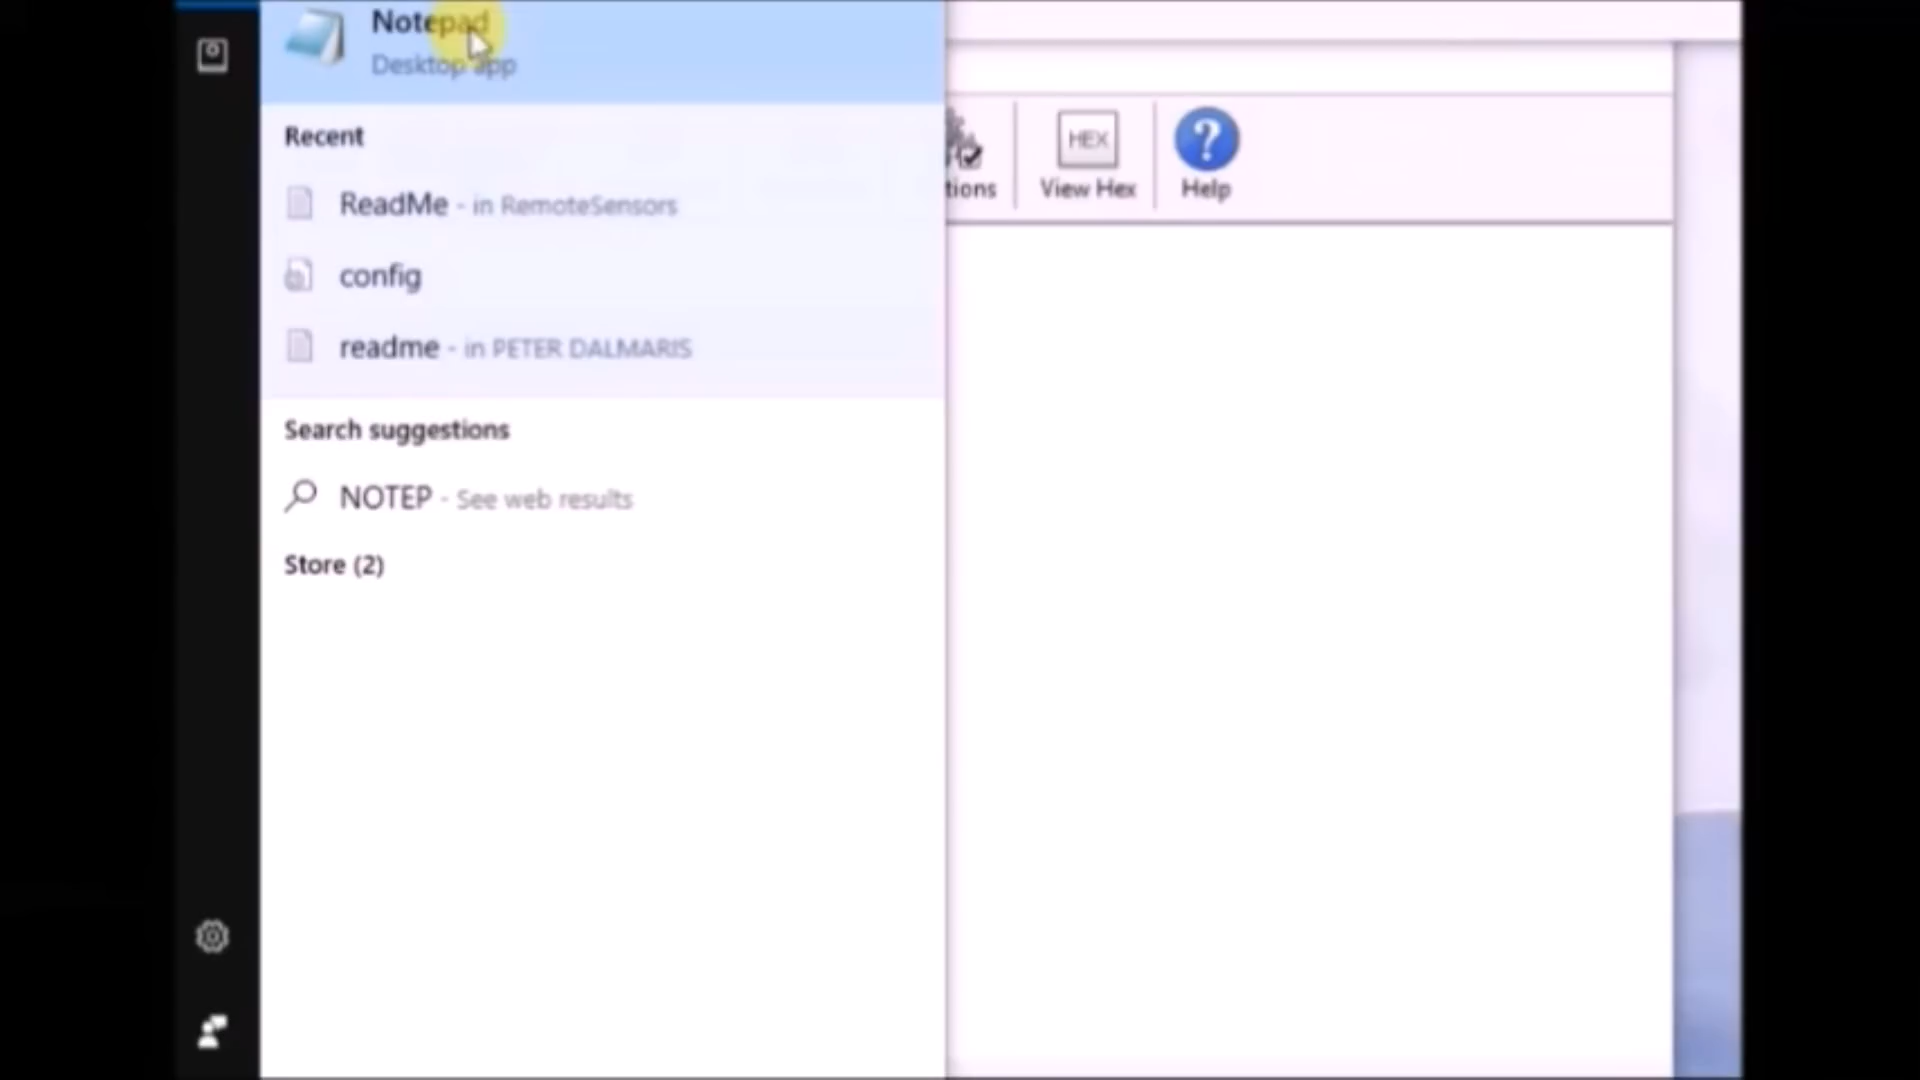 Notepad
Desktop app
Recent
ReadMe - in RemoteSensors
config
readme - in PETER DALMARIS
Search suggestions
NOTEP - See web results
Store (2)
tions
HEX
View Hex
?
Help